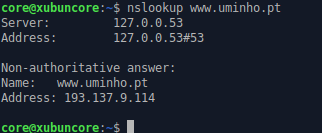 core@xubuncore:~$ nslookup www.uminho.pt
Server:         127.0.0.53
Address:        127.0.0.53#53

Non-authoritative answer:
Name:   www.uminho.pt
Address: 193.137.9.114

core@xubuncore:~$